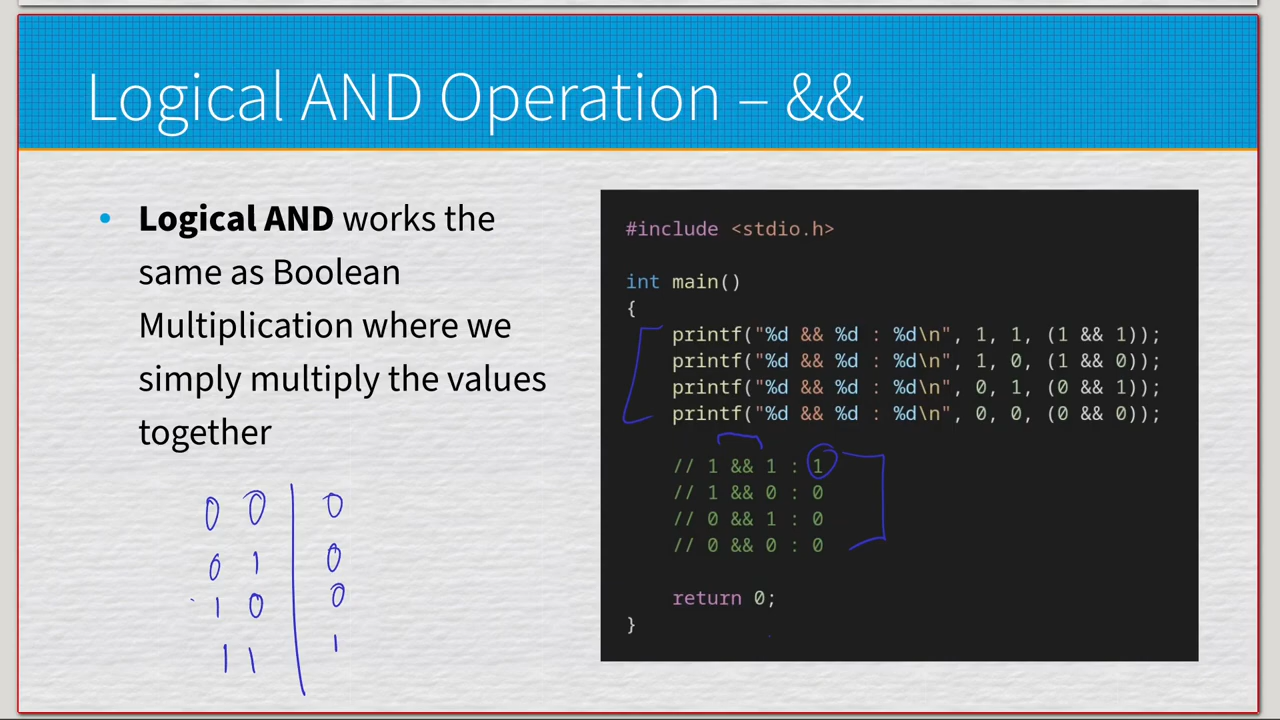 Logical AND Operation – &&
• Logical AND works the
same as Boolean
Multiplication where we
simply multiply the values
together
0 0 | 0
0 1 | 0
1 0 | 0
1 1 | 1
#include <stdio.h>
int main()
{
printf("%d && %d : %d\n", 1, 1, (1 && 1));
printf("%d && %d : %d\n", 1, 0, (1 && 0));
printf("%d && %d : %d\n", 0, 1, (0 && 1));
printf("%d && %d : %d\n", 0, 0, (0 && 0));
// 1 && 1 : 1
// 1 && 0 : 0
// 0 && 1 : 0
// 0 && 0 : 0
return 0;
}